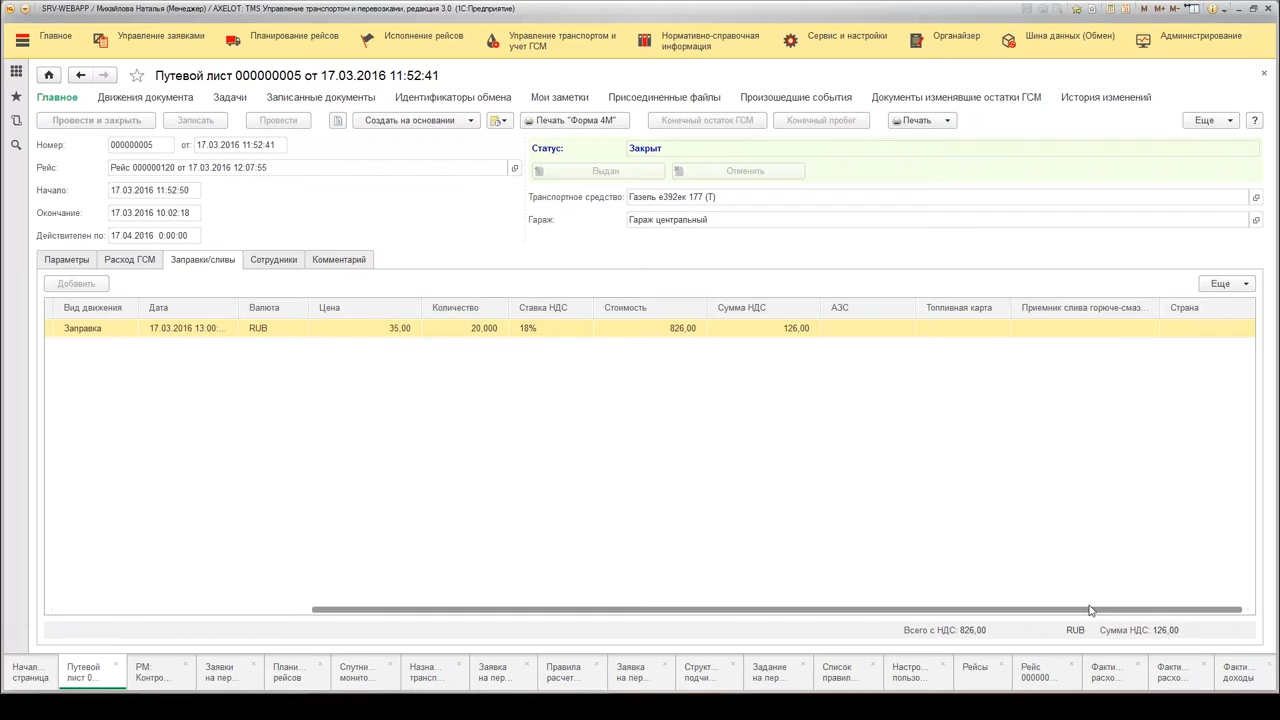 SRV-WEBAPP / Михайлова Наталья (Менеджер) / AXELOT: TMS Управление транспортом и перевозками, редакция 3.0 (1С:Предприятие)
M M+ M-
Главное
Управление заявками
Планирование рейсов
Исполнение рейсов
Управление транспортом и
учет ГСМ
Нормативно-справочная
информация
Сервис и настройки
Органайзер
Шина данных (Обмен)
Администрирование
Путевой лист 000000005 от 17.03.2016 11:52:41
Главное Движения документа Задачи Записанные документы Идентификаторы обмена Мои заметки Присоединенные файлы Произошедшие события Документы изменявшие остатки ГСМ История изменений
Провести и закрыть Записать Провести Создать на основании Печать "Форма 4М" Конечный остаток ГСМ Конечный пробег Печать Еще ?
Номер: 000000005 от: 17.03.2016 11:52:41
Статус: Закрыт
Рейс: Рейс 000000120 от 17.03.2016 12:07:55
Выдан Отменить
Начало: 17.03.2016 11:52:50
Транспортное средство: Газель е392ек 177 (Т)
Окончание: 17.03.2016 10:02:18
Гараж: Гараж центральный
Действителен по: 17.04.2016 0:00:00
Параметры Расход ГСМ Заправки/сливы Сотрудники Комментарий
Добавить Еще
Вид движения Дата Валюта Цена Количество Ставка НДС Стоимость Сумма НДС АЗС Топливная карта Приемник слива горюче-смаз... Страна
Заправка 17.03.2016 13:00:... RUB 35,00 20,000 18% 826,00 126,00
Всего с НДС: 826,00 RUB Сумма НДС: 126,00
Начал...
страница
Путевой
лист 0...
РМ:
Контро...
Заявки
на пер...
Плани...
рейсов
Спутни...
монито...
Назна...
трансп...
Заявка
на пер...
Правила
расчет...
Заявка
на пер...
Структ...
подчи...
Задание
на пер...
Список
правил...
Настро...
пользо...
Рейсы
Рейс
000000...
Факти...
расхо...
Факти...
расхо...
Факти...
доходы